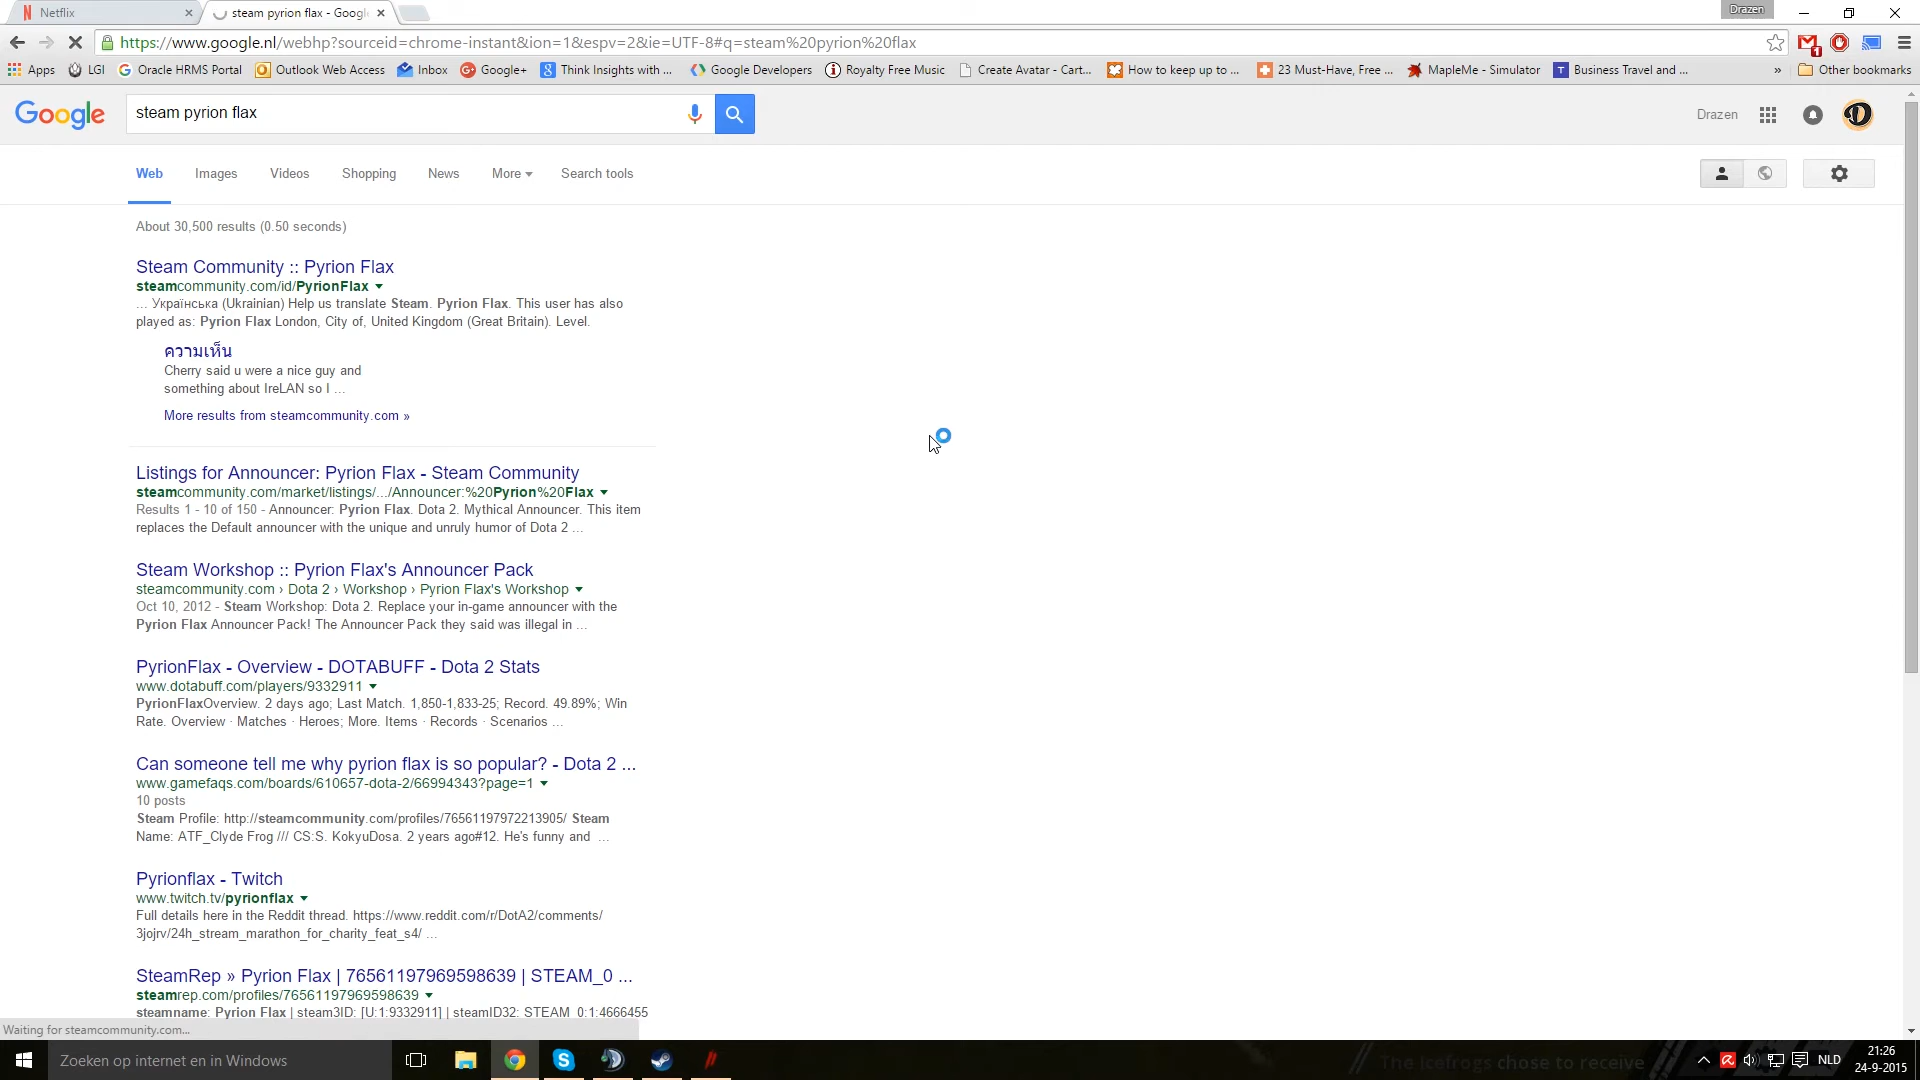 Netflix
steam pyrion flax - Googl
Drazen
https://www.google.nl/webhp?sourceid=chrome-instant&ion=1&espv=2&ie=UTF-8#q=steam%20pyrion%20flax
1
Apps LGI Oracle HRMS Portal Outlook Web Access Inbox Google+ Think Insights with ... Google Developers Royalty Free Music Create Avatar - Cart... How to keep up to ... 23 Must-Have, Free ... MapleMe - Simulator Business Travel and ... » Other bookmarks
Google steam pyrion flax Drazen
Web Images Videos Shopping News More Search tools
About 30,500 results (0.50 seconds)
Steam Community :: Pyrion Flax
steamcommunity.com/id/PyrionFlax
... Українська (Ukrainian) Help us translate Steam. Pyrion Flax. This user has also
played as: Pyrion Flax London, City of, United Kingdom (Great Britain). Level.
ความเห็น
Cherry said u were a nice guy and
something about IreLAN so I ...
More results from steamcommunity.com »
Listings for Announcer: Pyrion Flax - Steam Community
steamcommunity.com/market/listings/.../Announcer:%20Pyrion%20Flax
Results 1 - 10 of 150 - Announcer: Pyrion Flax. Dota 2. Mythical Announcer. This item
replaces the Default announcer with the unique and unruly humor of Dota 2 ...
Steam Workshop :: Pyrion Flax's Announcer Pack
steamcommunity.com › Dota 2 › Workshop › Pyrion Flax's Workshop
Oct 10, 2012 - Steam Workshop: Dota 2. Replace your in-game announcer with the
Pyrion Flax Announcer Pack! The Announcer Pack they said was illegal in ...
PyrionFlax - Overview - DOTABUFF - Dota 2 Stats
www.dotabuff.com/players/9332911
PyrionFlaxOverview. 2 days ago; Last Match. 1,850-1,833-25; Record. 49.89%; Win
Rate. Overview · Matches · Heroes; More. Items · Records · Scenarios ...
Can someone tell me why pyrion flax is so popular? - Dota 2 ...
www.gamefaqs.com/boards/610657-dota-2/66994343?page=1
10 posts
Steam Profile: http://steamcommunity.com/profiles/76561197972213905/ Steam
Name: ATF_Clyde Frog /// CS:S. KokyuDosa. 2 years ago#12. He's funny and ...
Pyrionflax - Twitch
www.twitch.tv/pyrionflax
Full details here in the Reddit thread. https://www.reddit.com/r/DotA2/comments/
3jojrv/24h_stream_marathon_for_charity_feat_s4/ ...
SteamRep » Pyrion Flax | 76561197969598639 | STEAM_0 ...
steamrep.com/profiles/76561197969598639
steamname: Pyrion Flax | steam3ID: [U:1:9332911] | steamID32: STEAM_0:1:4666455
Waiting for steamcommunity.com...
Zoeken op internet en in Windows
The Icefrogs chose to receive
NLD
21:26
24-9-2015